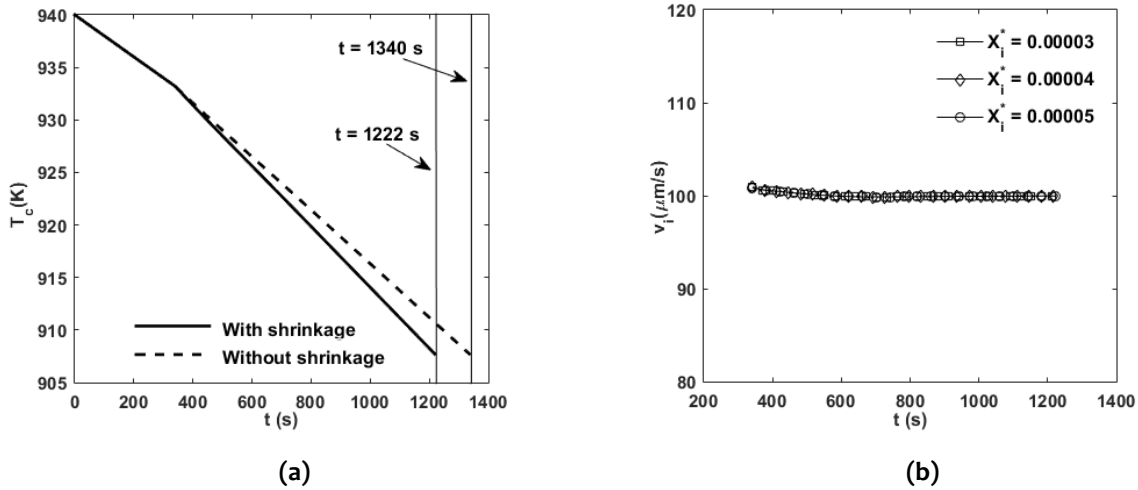 940
935
930
925
920
915
910
905
T_c(K)
t = 1340 s
t = 1222 s
With shrinkage
Without shrinkage
0 200 400 600 800 1000 1200 1400
t (s)
(a)
120
110
100
90
80
v_i(μm/s)
X_i^* = 0.00003
X_i^* = 0.00004
X_i^* = 0.00005
200 400 600 800 1000 1200 1400
t (s)
(b)